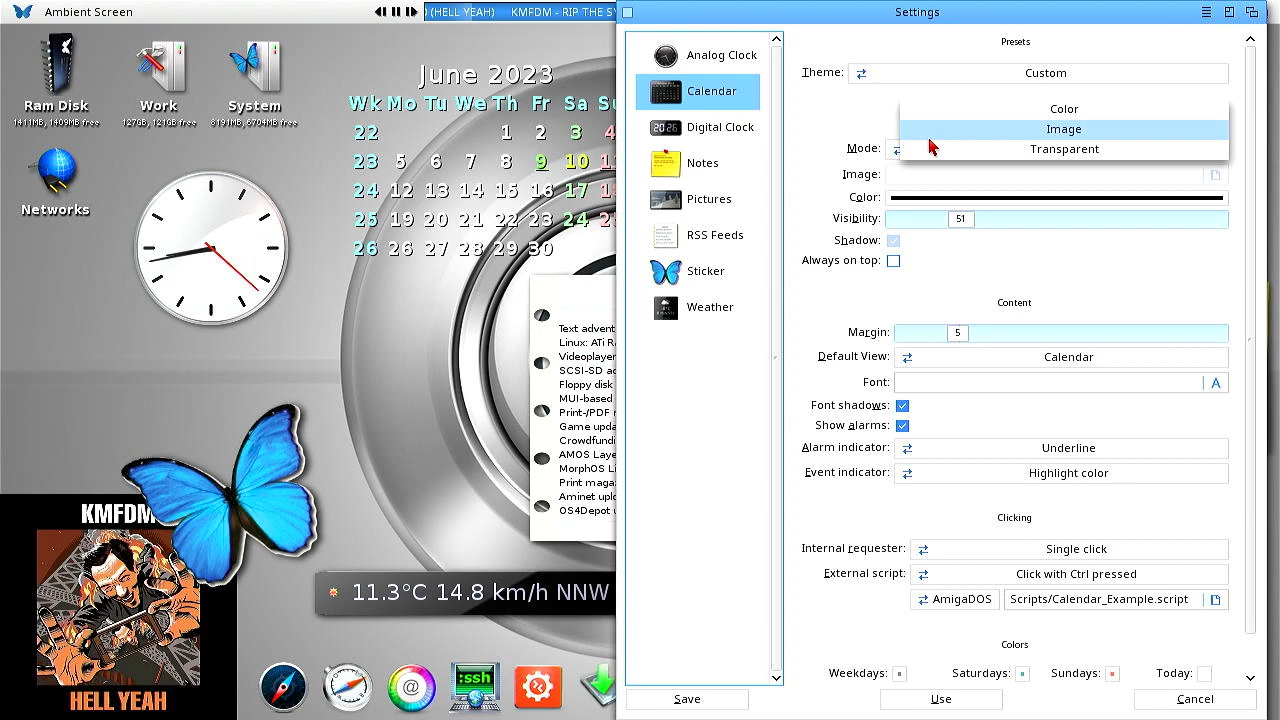 Ambient Screen
(HELL YEAH) KMFDM - RIP THE SY
Settings
Ram Disk
1411MB, 1409MB free
Work
127GB, 121GB free
System
8191MB, 6704MB free
Networks
June 2023
Wk Mo Tu We Th Fr Sa Su
22 1 2 3 4
23 5 6 7 8 9 10
24 12 13 14 15 16 17
25 19 20 21 22 23 24
26 26 27 28 29 30
Text advent
Linux: ATi R
Videoplayer
SCSI-SD a
Floppy disk
MUI-based
Print-/PDF
Game upda
Crowdfundi
AMOS Laye
MorphOS Li
Print maga
Aminet uplo
OS4Depot u
11.3°C 14.8 km/h NNW
KMFDM
HELL YEAH
@
:ssh
Analog Clock
Calendar
Digital Clock
20:26
Notes
Pictures
RSS Feeds
Sticker
Weather
Presets
Theme: Custom
Color
Image
Transparent
Mode:
Image:
Color:
Visibility: 51
Shadow:
Always on top:
Content
Margin: 5
Default View: Calendar
Font: A
Font shadows:
Show alarms:
Alarm indicator: Underline
Event indicator: Highlight color
Clicking
Internal requester: Single click
External script: Click with Ctrl pressed
AmigaDOS Scripts/Calendar_Example.script
Colors
Weekdays: Saturdays: Sundays: Today:
Save Use Cancel